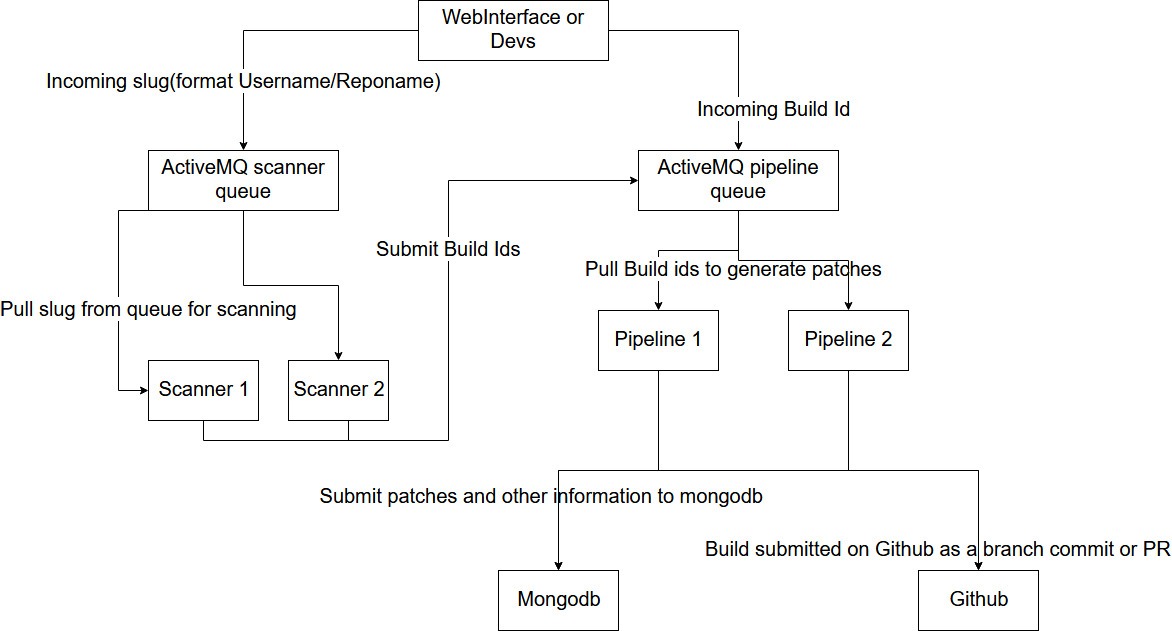 WebInterface or
Devs
Incoming slug(format Username/Reponame)
Incoming Build Id
ActiveMQ scanner
queue
ActiveMQ pipeline
queue
Submit Build Ids
Pull Build ids to generate patches
Pull slug from queue for scanning
Pipeline 1
Pipeline 2
Scanner 1
Scanner 2
Submit patches and other information to mongodb
Build submitted on Github as a branch commit or PR
Mongodb
Github